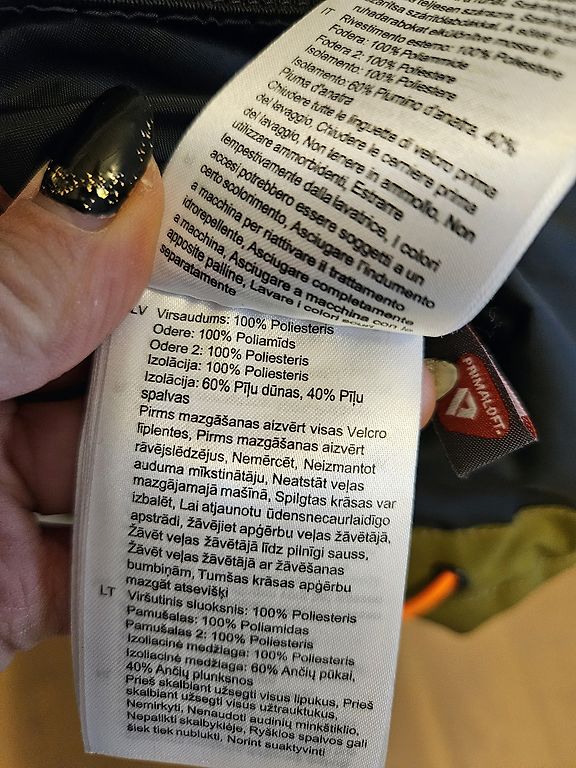 ruhadarabokat elkülönítve mossa ki
IT Rivestimento esterno: 100% Poliestere
Fodera: 100% Poliammide
Fodera 2: 100% Poliestere
Isolamento: 100% Poliestere
Isolamento: 60% Piumino d'anatra, 40%
Piuma d'anatra
Chiudere tutte le linguette di velcro prima
del lavaggio, Chiudere le cerniere prima
del lavaggio, Non tenere in ammollo, Non
utilizzare ammorbidenti, Estrarre
tempestivamente dalla lavatrice, I colori
accesi potrebbero essere soggetti a un
certo scolorimento, Asciugare l'indumento
a macchina per riattivare il trattamento
idrorepellente, Asciugare completamente
a macchina, Asciugare a macchina con le
apposite palline, Lavare i colori scuri
separatamente
LV Virsaudums: 100% Poliesteris
Odere: 100% Poliamīds
Odere 2: 100% Poliesteris
Izolācija: 100% Poliesteris
Izolācija: 60% Pīļu dūnas, 40% Pīļu
spalvas
Pirms mazgāšanas aizvērt visas Velcro
līplentes, Pirms mazgāšanas aizvērt
rāvējslēdzējus, Nemērcēt, Neizmantot
auduma mīkstinātāju, Neatstāt veļas
mazgājamajā mašīnā, Spilgtas krāsas var
izbalēt, Lai atjaunotu ūdensnecaurlaidīgo
apstrādi, žāvējiet apģērbu veļas žāvētājā,
Žāvēt veļas žāvētājā līdz pilnīgi sauss,
Žāvēt veļas žāvētājā ar žāvēšanas
bumbiņām, Tumšas krāsas apģērbu
mazgāt atsevišķi
LT Viršutinis sluoksnis: 100% Poliesteris
Pamušalas: 100% Poliamidas
Pamušalas 2: 100% Poliesteris
Izoliacinė medžiaga: 100% Poliesteris
Izoliacinė medžiaga: 60% Ančių pūkai,
40% Ančių plunksnos
Prieš skalbiant užsegti visus lipukus, Prieš
skalbiant užsegti visus užtrauktukus,
Nemirkyti, Nenaudoti audinių minkštiklio,
Nepalikti skalbyklėje, Ryškios spalvos gali
šiek tiek nublukti, Norint suaktyvinti
PRIMALOFT